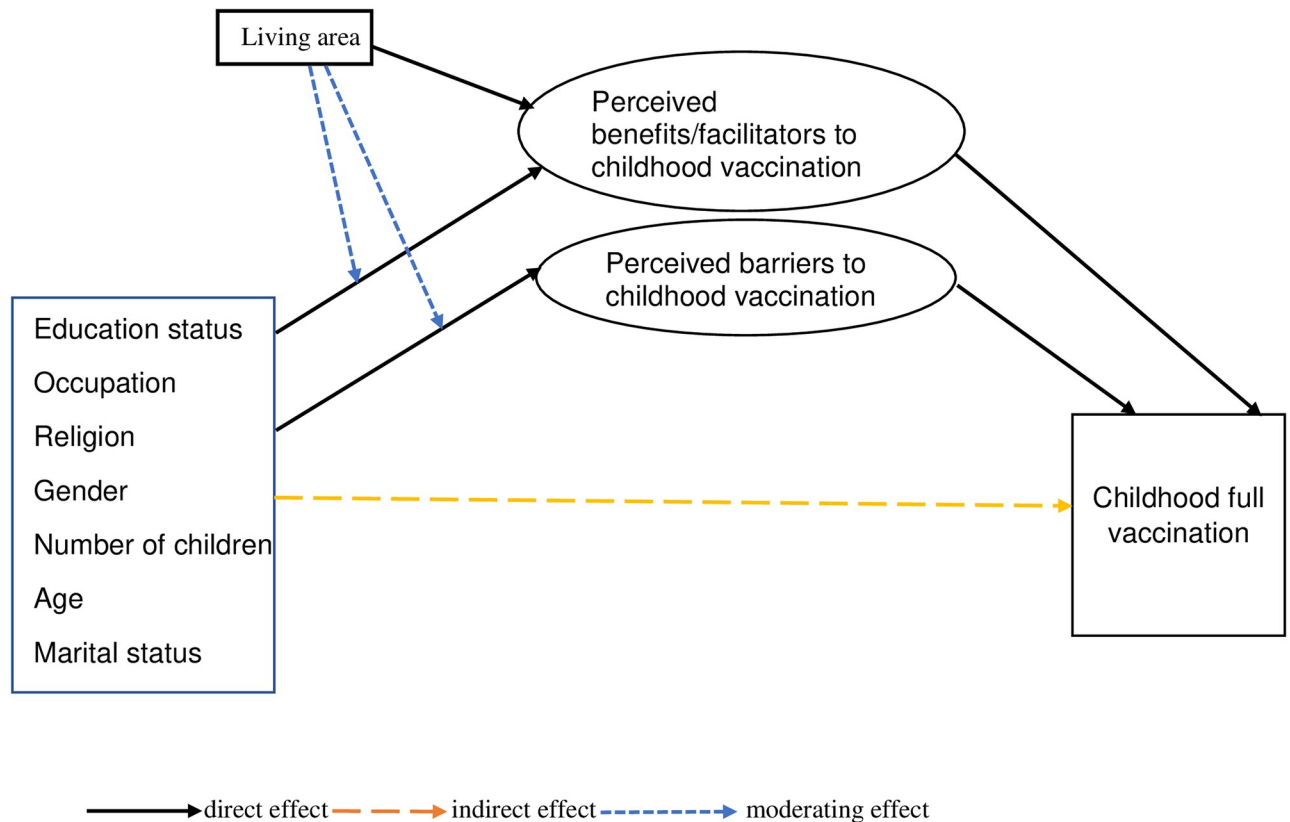 Living area
Perceived
benefits/facilitators to
childhood vaccination
Perceived barriers to
childhood vaccination
Education status
Occupation
Religion
Gender
Number of children
Age
Marital status
Childhood full
vaccination
direct effect indirect effect moderating effect